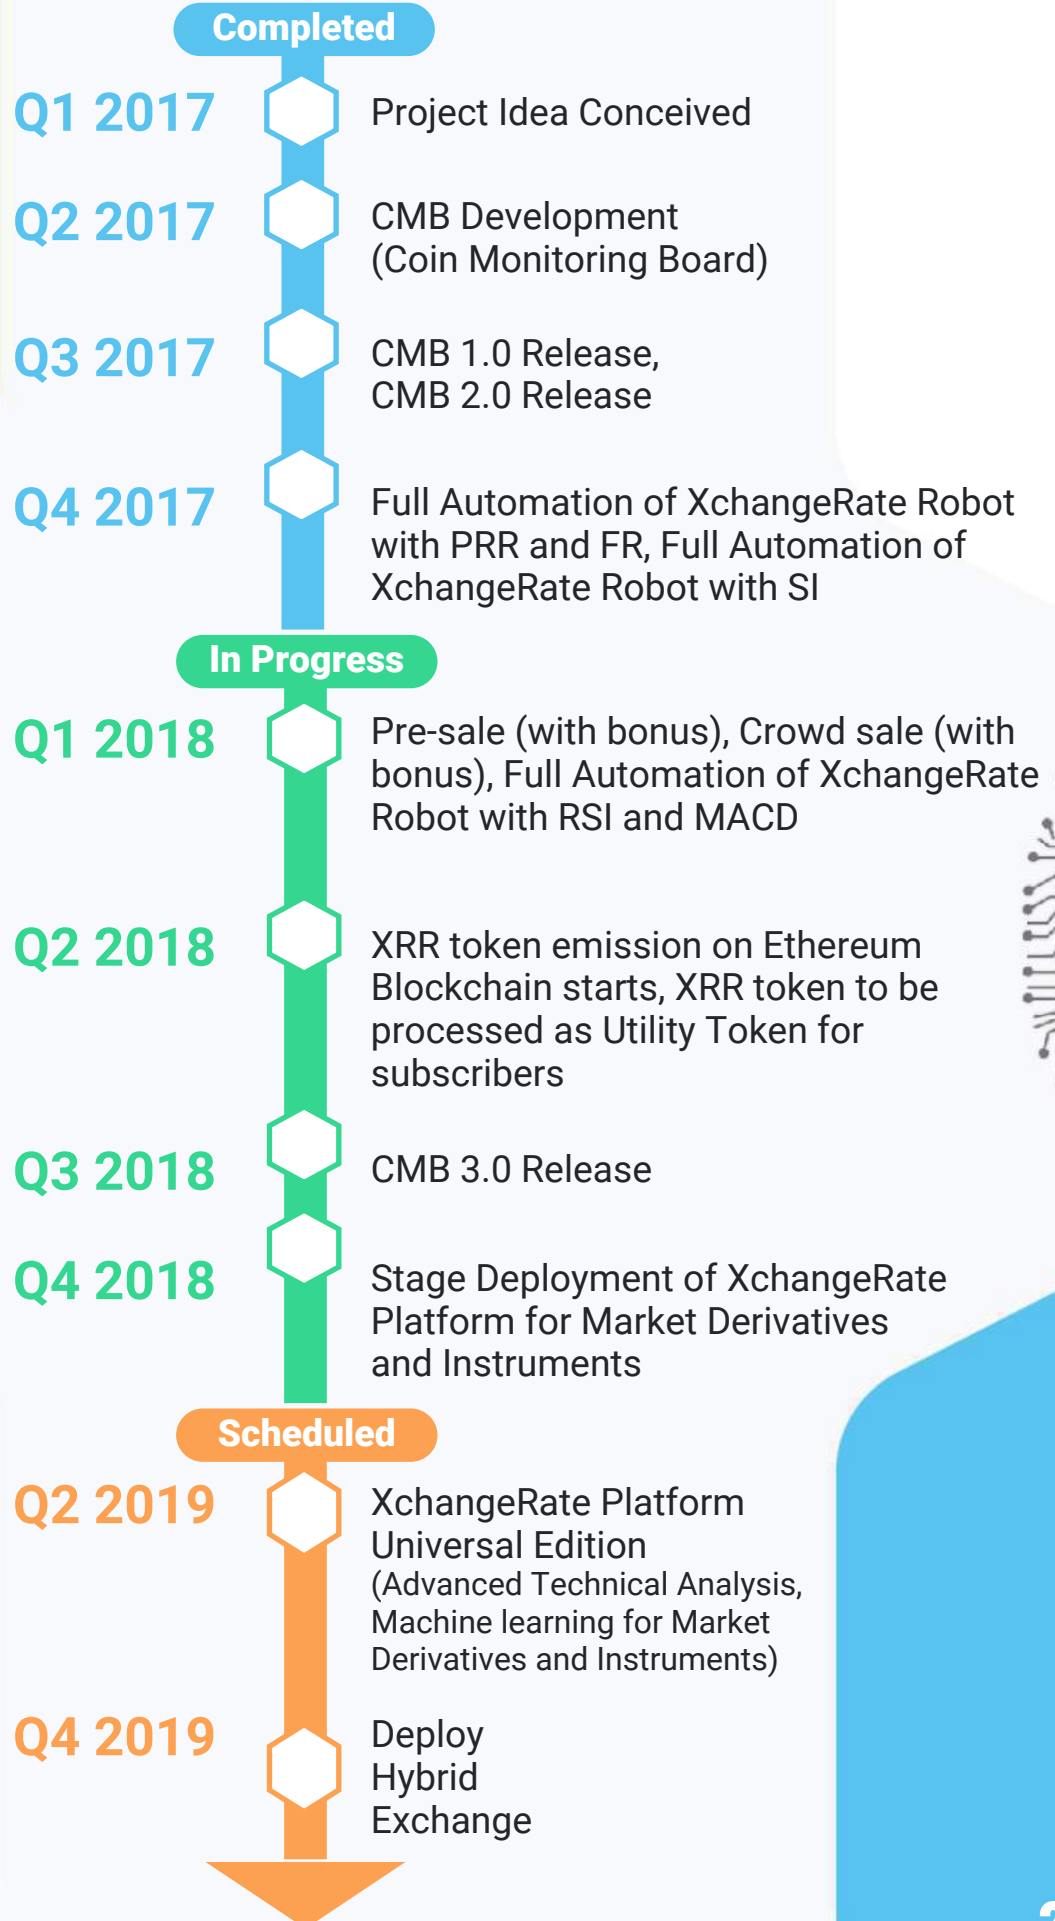 Completed
Q1 2017
Project Idea Conceived
Q2 2017
CMB Development
(Coin Monitoring Board)
Q3 2017
CMB 1.0 Release,
CMB 2.0 Release
Q4 2017
Full Automation of XchangeRate Robot
with PRR and FR, Full Automation of
XchangeRate Robot with SI
In Progress
Q1 2018
Pre-sale (with bonus), Crowd sale (with
bonus), Full Automation of XchangeRate
Robot with RSI and MACD
Q2 2018
XRR token emission on Ethereum
Blockchain starts, XRR token to be
processed as Utility Token for
subscribers
Q3 2018
CMB 3.0 Release
Q4 2018
Stage Deployment of XchangeRate
Platform for Market Derivatives
and Instruments
Scheduled
Q2 2019
XchangeRate Platform
Universal Edition
(Advanced Technical Analysis,
Machine learning for Market
Derivatives and Instruments)
Q4 2019
Deploy
Hybrid
Exchange